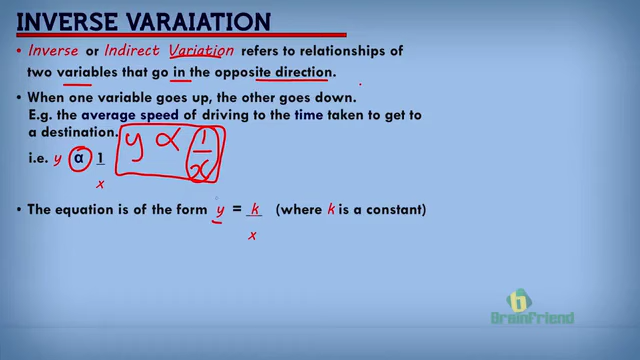 INVERSE VARAIATION
• Inverse or Indirect Variation refers to relationships of
two variables that go in the opposite direction.
• When one variable goes up, the other goes down.
E.g. the average speed of driving to the time taken to get to
a destination.
y ∝ 1/x
i.e. y α 1
x
• The equation is of the form y = k (where k is a constant)
x
b
Brainfriend